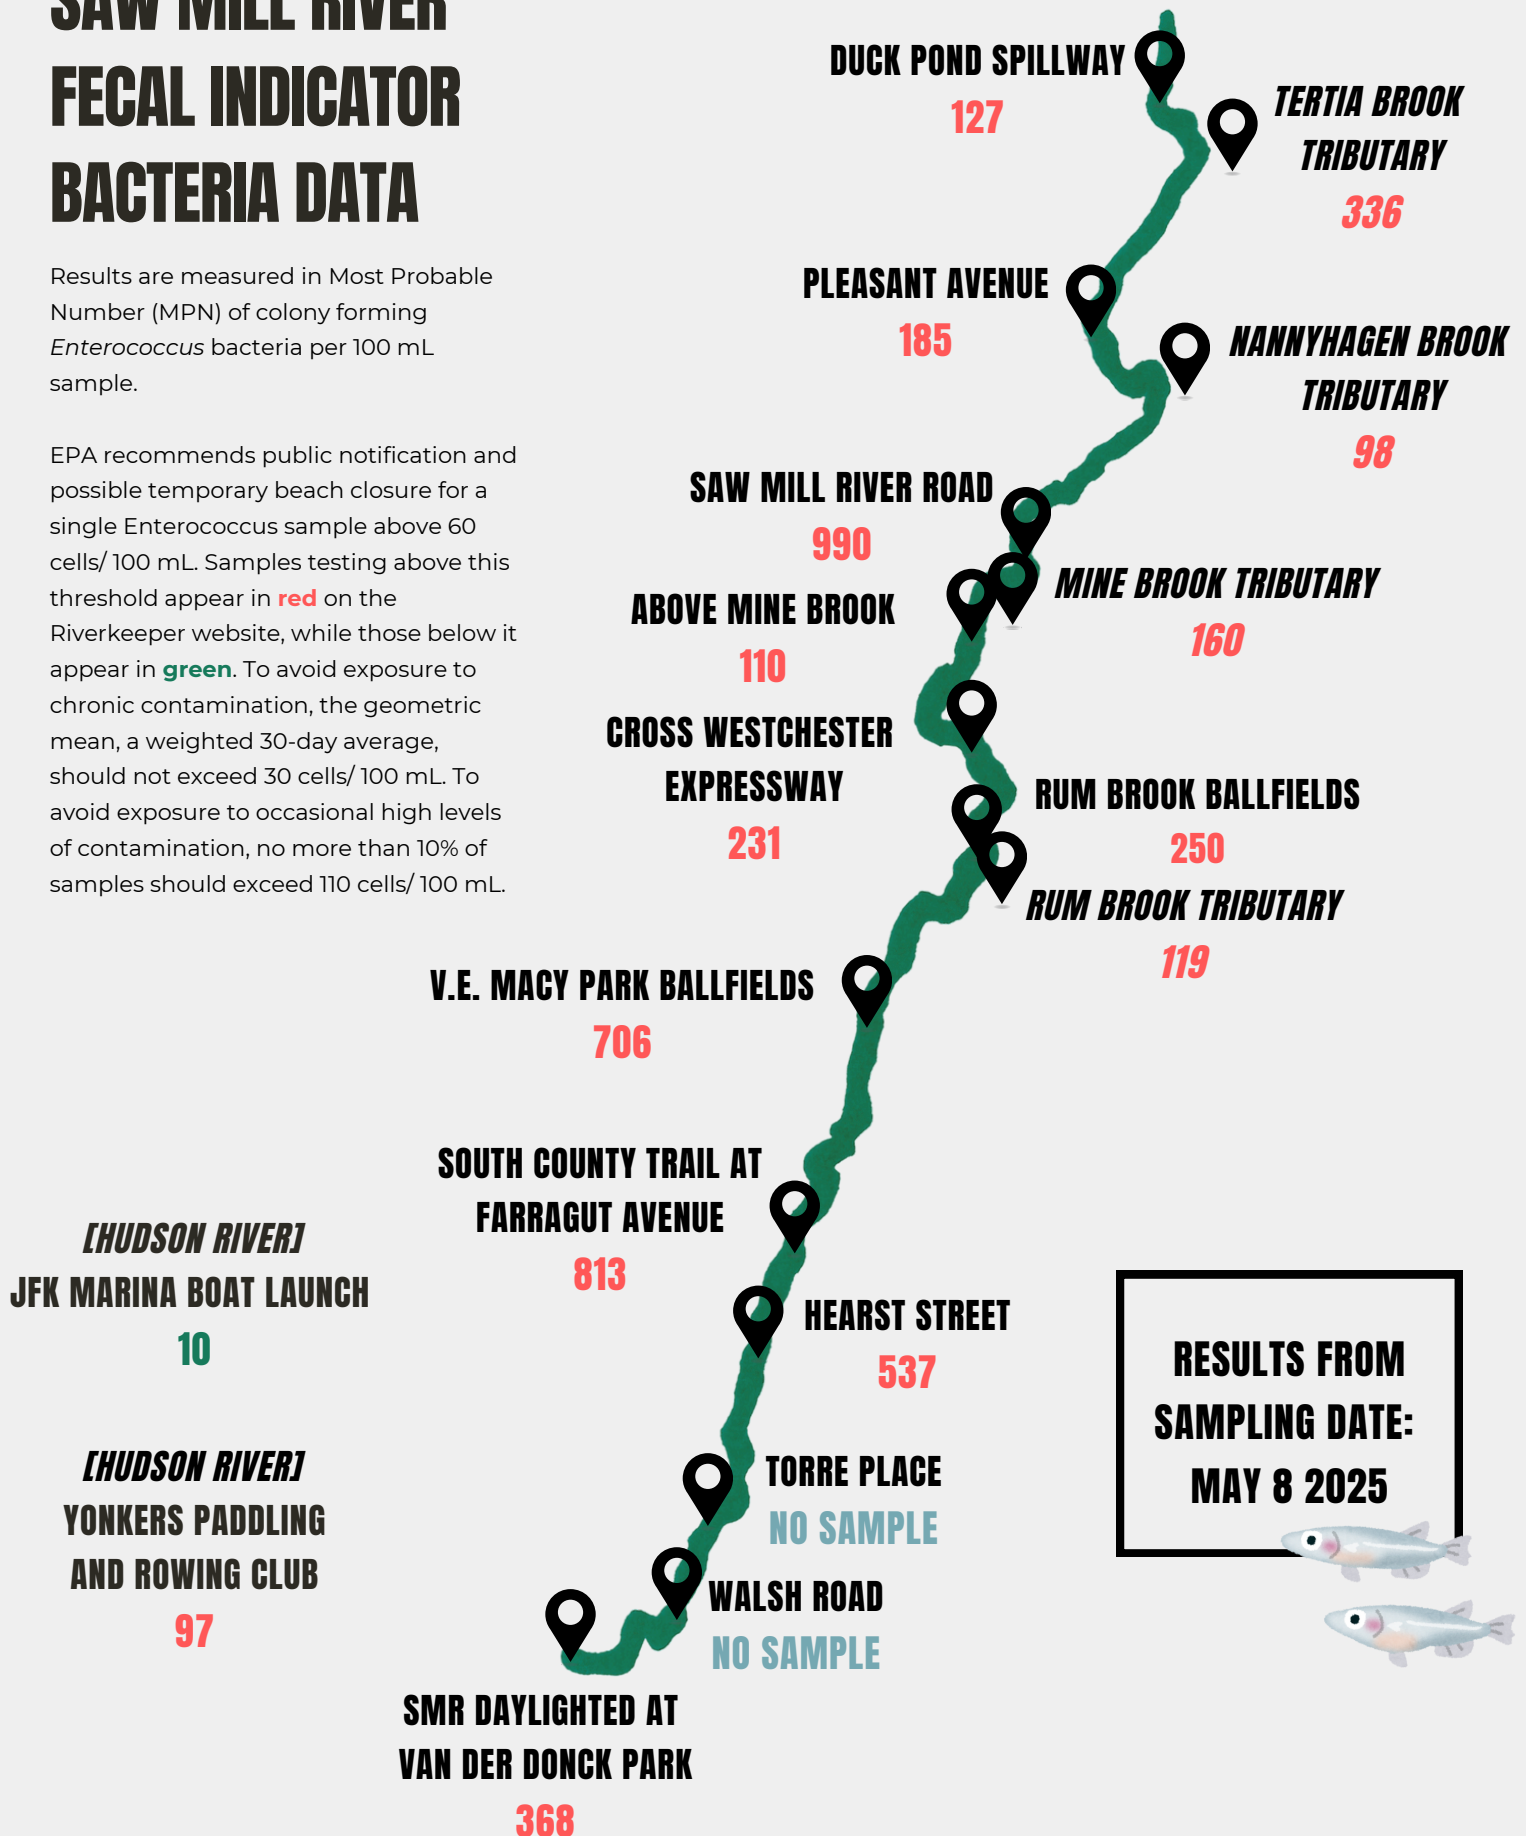 SAW MILL RIVER
FECAL INDICATOR
BACTERIA DATA
Results are measured in Most Probable
Number (MPN) of colony forming
Enterococcus bacteria per 100 mL
sample.
EPA recommends public notification and
possible temporary beach closure for a
single Enterococcus sample above 60
cells/ 100 mL. Samples testing above this
threshold appear in red on the
Riverkeeper website, while those below it
appear in green. To avoid exposure to
chronic contamination, the geometric
mean, a weighted 30-day average,
should not exceed 30 cells/ 100 mL. To
avoid exposure to occasional high levels
of contamination, no more than 10% of
samples should exceed 110 cells/ 100 mL.
DUCK POND SPILLWAY
127
TERTIA BROOK
TRIBUTARY
336
PLEASANT AVENUE
185
NANNYHAGEN BROOK
TRIBUTARY
98
SAW MILL RIVER ROAD
990
MINE BROOK TRIBUTARY
160
ABOVE MINE BROOK
110
CROSS WESTCHESTER
EXPRESSWAY
231
RUM BROOK BALLFIELDS
250
RUM BROOK TRIBUTARY
119
V.E. MACY PARK BALLFIELDS
706
SOUTH COUNTY TRAIL AT
FARRAGUT AVENUE
813
[HUDSON RIVER]
JFK MARINA BOAT LAUNCH
10
HEARST STREET
537
[HUDSON RIVER]
YONKERS PADDLING
AND ROWING CLUB
97
TORRE PLACE
NO SAMPLE
WALSH ROAD
NO SAMPLE
SMR DAYLIGHTED AT
VAN DER DONCK PARK
368
RESULTS FROM
SAMPLING DATE:
MAY 8 2025